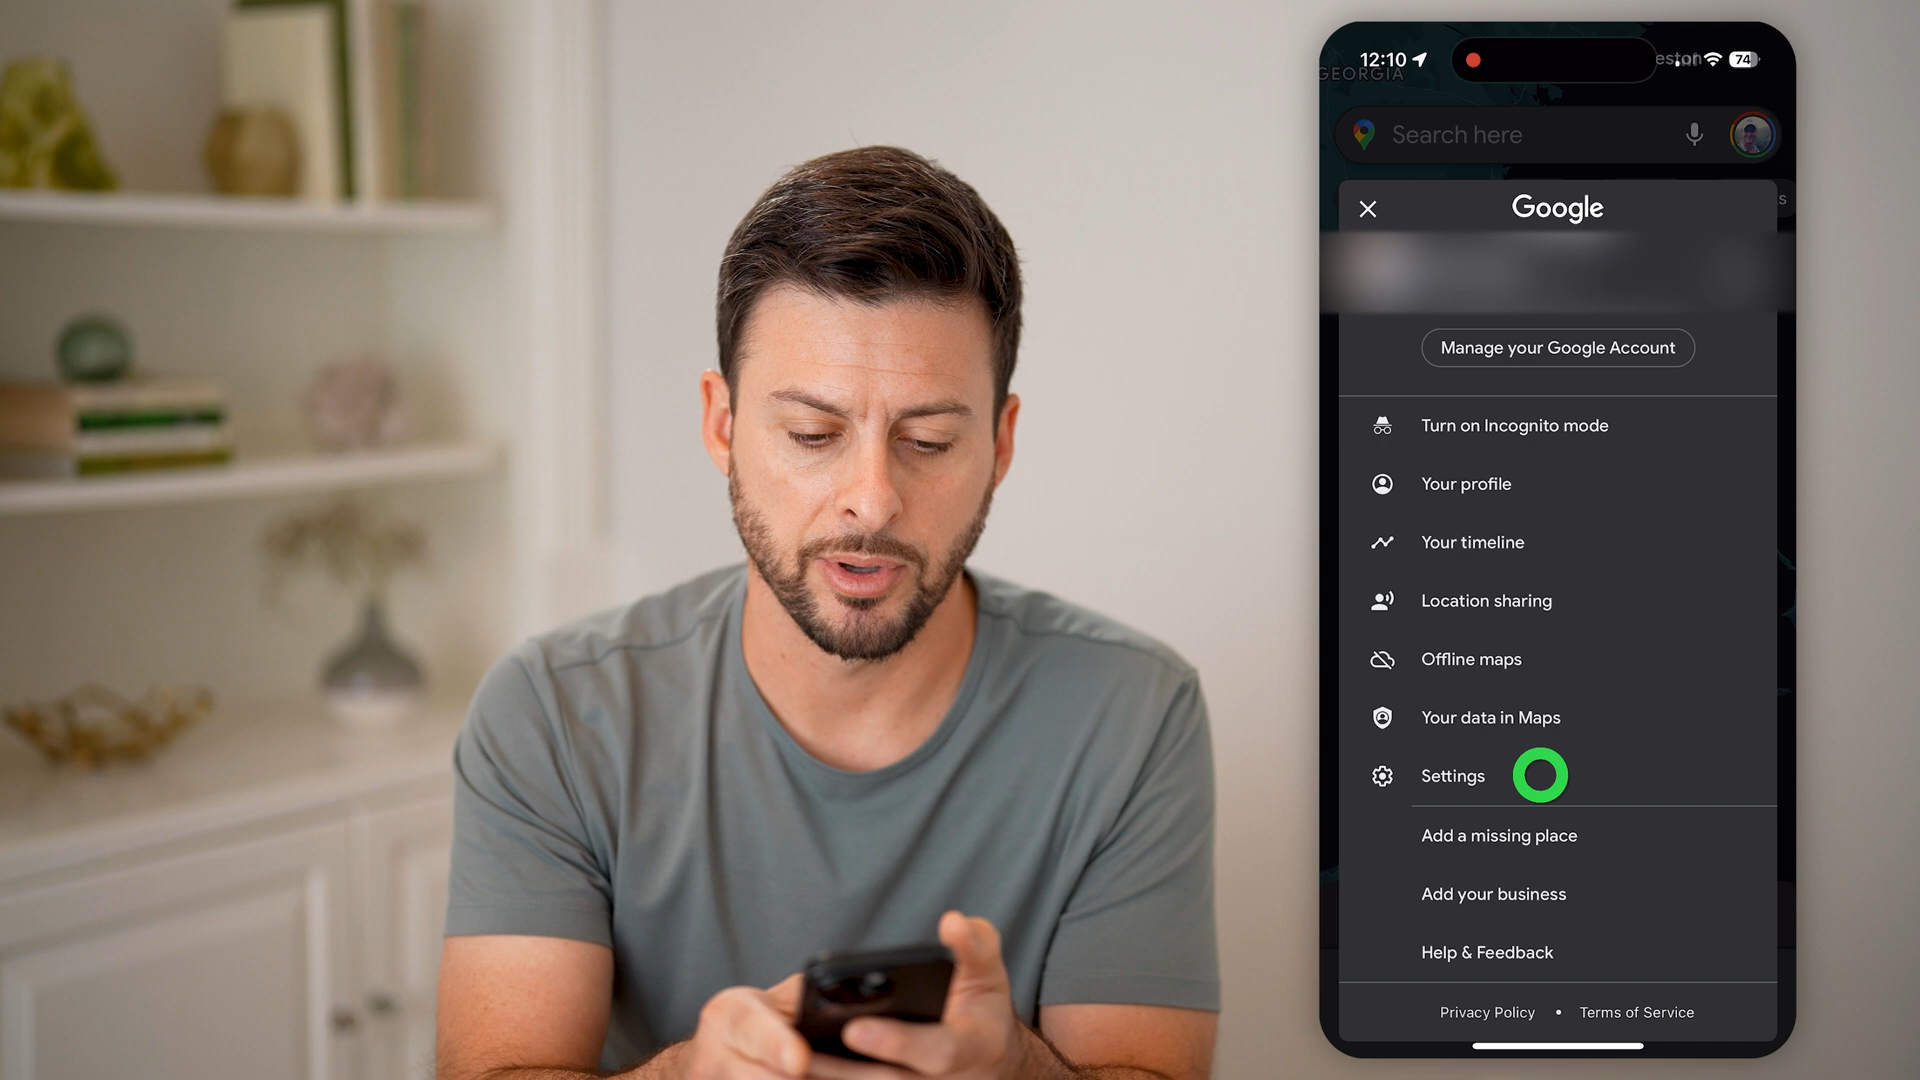 12:10
GEORGIA
74
Search here
Google
Manage your Google Account
Turn on Incognito mode
Your profile
Your timeline
Location sharing
Offline maps
Your data in Maps
Settings
Add a missing place
Add your business
Help & Feedback
Privacy Policy • Terms of Service